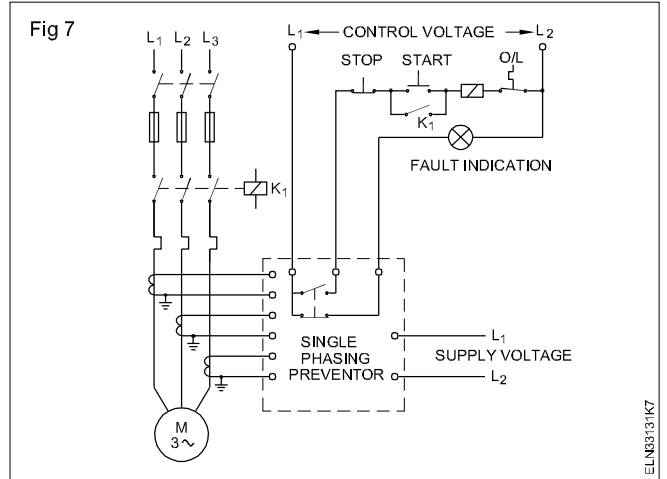 Fig 7
L1 L2 L3
L1 CONTROL VOLTAGE L2
STOP START O/L
K1
FAULT INDICATION
K1
SINGLE
PHASING
PREVENTOR
L1
SUPPLY VOLTAGE
L2
M
3~
ELN33131K7